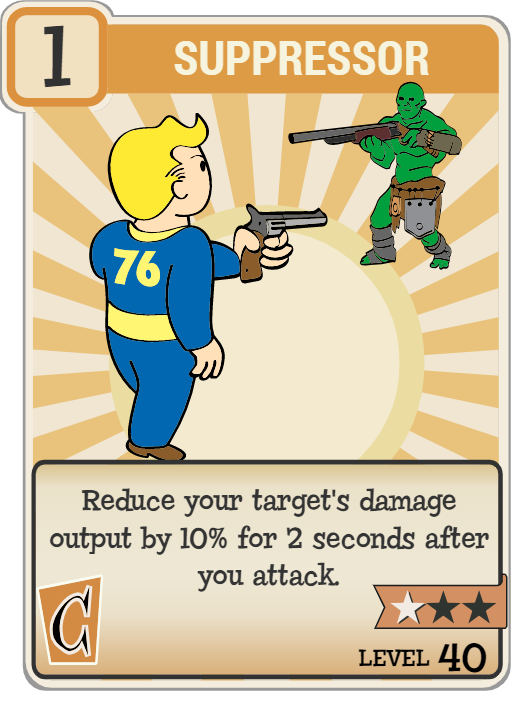 1
SUPPRESSOR
76
Reduce your target's damage
output by 10% for 2 seconds after
you attack.
C
LEVEL 40